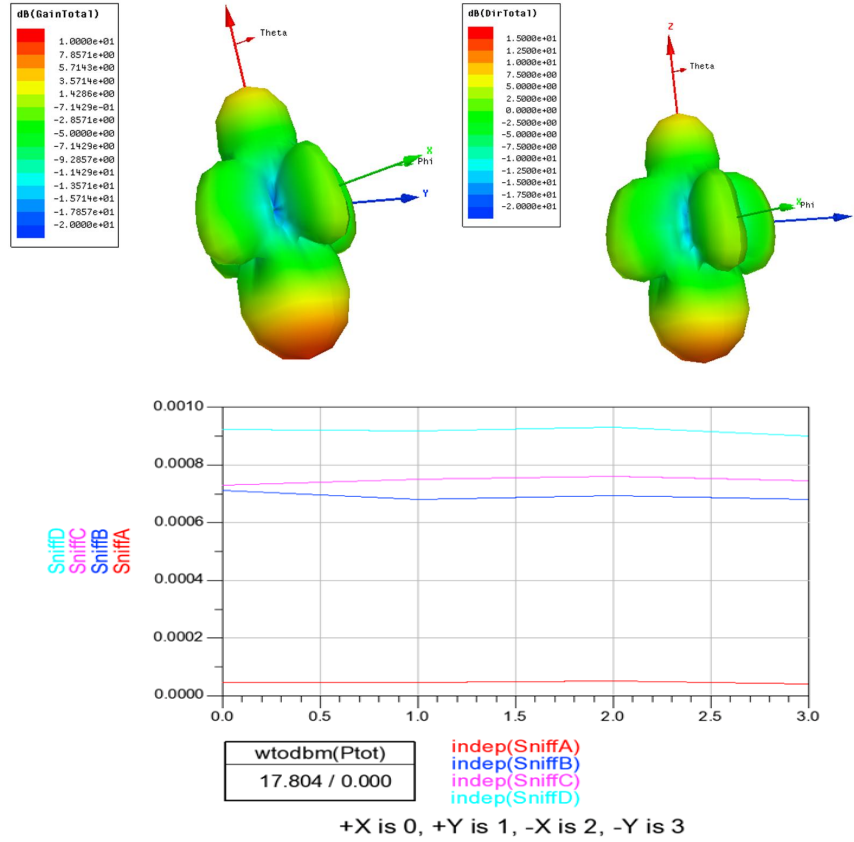 dB(GainTotal)
1.0000e+01
7.8571e+00
5.7143e+00
3.5714e+00
1.4286e+00
-7.1429e-01
-2.8571e+00
-5.0000e+00
-7.1429e+00
-9.2857e+00
-1.1429e+01
-1.3571e+01
-1.5714e+01
-1.7857e+01
-2.0000e+01
Theta
X
Phi
Y
dB(DirTotal)
1.5000e+01
1.2500e+01
1.0000e+01
7.5000e+00
5.0000e+00
2.5000e+00
0.0000e+00
-2.5000e+00
-5.0000e+00
-7.5000e+00
-1.0000e+01
-1.2500e+01
-1.5000e+01
-1.7500e+01
-2.0000e+01
Z
Theta
X
Phi
0.0010
0.0008
0.0006
0.0004
0.0002
0.0000
SniffD
SniffC
SniffB
SniffA
0.0 0.5 1.0 1.5 2.0 2.5 3.0
wtodbm(Ptot)
17.804 / 0.000
indep(SniffA)
indep(SniffB)
indep(SniffC)
indep(SniffD)
+X is 0, +Y is 1, -X is 2, -Y is 3